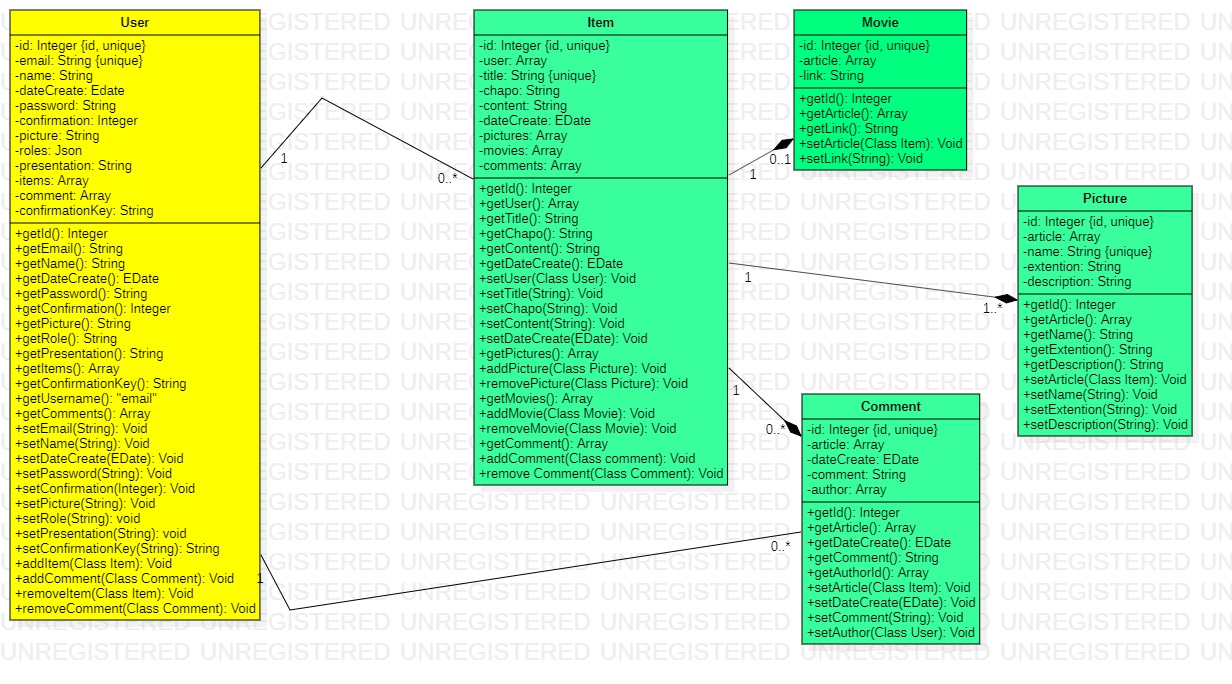 User
-id: Integer {id, unique}
-email: String {unique}
-name: String
-dateCreate: Edate
-password: String
-confirmation: Integer
-picture: String
-roles: Json
-presentation: String
-items: Array
-comment: Array
-confirmationKey: String
+getId(): Integer
+getEmail(): String
+getName(): String
+getDateCreate(): EDate
+getPassword(): String
+getConfirmation(): Integer
+getPicture(): String
+getRole(): String
+getPresentation(): String
+getItems(): Array
+getConfirmationKey(): String
+getUsername(): "email"
+getComments(): Array
+setEmail(String): Void
+setName(String): Void
+setDateCreate(EDate): Void
+setPassword(String): Void
+setConfirmation(Integer): Void
+setPicture(String): Void
+setRole(String): void
+setPresentation(String): void
+setConfirmationKey(String): String
+addItem(Class Item): Void
+addComment(Class Comment): Void
+removeItem(Class Item): Void
+removeComment(Class Comment): Void
1
0..*
1
0..*
Item
-id: Integer {id, unique}
-user: Array
-title: String {unique}
-chapo: String
-content: String
-dateCreate: EDate
-pictures: Array
-movies: Array
-comments: Array
+getId(): Integer
+getUser(): Array
+getTitle(): String
+getChapo(): String
+getContent(): String
+getDateCreate(): EDate
+setUser(Class User): Void
+setTitle(String): Void
+setChapo(String): Void
+setContent(String): Void
+setDateCreate(EDate): Void
+getPictures(): Array
+addPicture(Class Picture): Void
+removePicture(Class Picture): Void
+getMovies(): Array
+addMovie(Class Movie): Void
+removeMovie(Class Movie): Void
+getComment(): Array
+addComment(Class comment): Void
+remove Comment(Class Comment): Void
1
0..1
1
1..*
1
0..*
Movie
-id: Integer {id, unique}
-article: Array
-link: String
+getId(): Integer
+getArticle(): Array
+getLink(): String
+setArticle(Class Item): Void
+setLink(String): Void
Picture
-id: Integer {id, unique}
-article: Array
-name: String {unique}
-extention: String
-description: String
+getId(): Integer
+getArticle(): Array
+getName(): String
+getExtention(): String
+getDescription(): String
+setArticle(Class Item): Void
+setName(String): Void
+setExtention(String): Void
+setDescription(String): Void
Comment
-id: Integer {id, unique}
-article: Array
-dateCreate: EDate
-comment: String
-author: Array
+getId(): Integer
+getArticle(): Array
+getDateCreate(): EDate
+getComment(): String
+getAuthorId(): Array
+setArticle(Class Item): Void
+setDateCreate(EDate): Void
+setComment(String): Void
+setAuthor(Class User): Void
UNREGISTERED UNREGISTERED UNREGISTERED UNREGISTERED UNREGISTERED UNREGISTERED